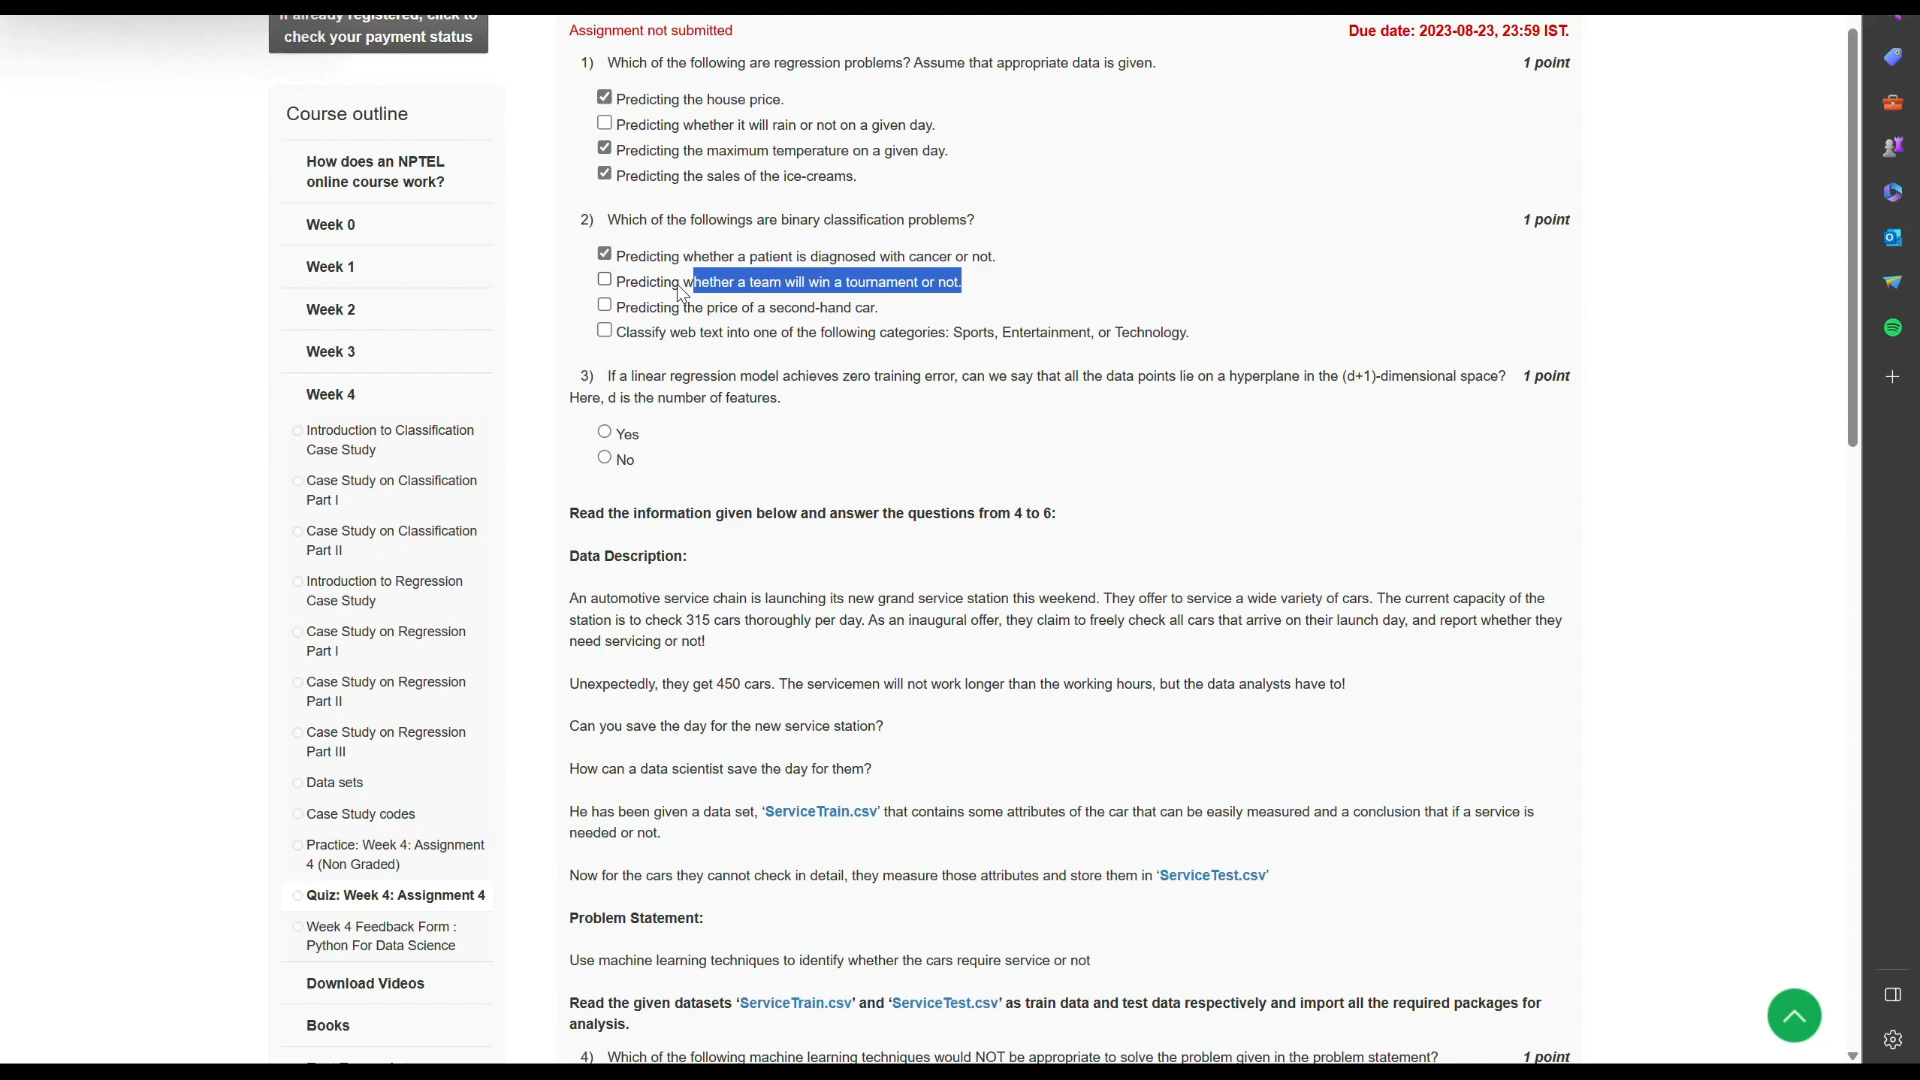 If already registered, click to
check your payment status
Course outline
How does an NPTEL
online course work?
Week 0
Week 1
Week 2
Week 3
Week 4
Introduction to Classification
Case Study
Case Study on Classification
Part I
Case Study on Classification
Part II
Introduction to Regression
Case Study
Case Study on Regression
Part I
Case Study on Regression
Part II
Case Study on Regression
Part III
Data sets
Case Study codes
Practice: Week 4: Assignment
4 (Non Graded)
Quiz: Week 4: Assignment 4
Week 4 Feedback Form :
Python For Data Science
Download Videos
Books
Assignment not submitted
Due date: 2023-08-23, 23:59 IST.
1) Which of the following are regression problems? Assume that appropriate data is given. 1 point
Predicting the house price.
Predicting whether it will rain or not on a given day.
Predicting the maximum temperature on a given day.
Predicting the sales of the ice-creams.
2) Which of the followings are binary classification problems? 1 point
Predicting whether a patient is diagnosed with cancer or not.
Predicting whether a team will win a tournament or not.
Predicting the price of a second-hand car.
Classify web text into one of the following categories: Sports, Entertainment, or Technology.
3) If a linear regression model achieves zero training error, can we say that all the data points lie on a hyperplane in the (d+1)-dimensional space? 1 point
Here, d is the number of features.
Yes
No
Read the information given below and answer the questions from 4 to 6:
Data Description:
An automotive service chain is launching its new grand service station this weekend. They offer to service a wide variety of cars. The current capacity of the
station is to check 315 cars thoroughly per day. As an inaugural offer, they claim to freely check all cars that arrive on their launch day, and report whether they
need servicing or not!
Unexpectedly, they get 450 cars. The servicemen will not work longer than the working hours, but the data analysts have to!
Can you save the day for the new service station?
How can a data scientist save the day for them?
He has been given a data set, ‘ServiceTrain.csv’ that contains some attributes of the car that can be easily measured and a conclusion that if a service is
needed or not.
Now for the cars they cannot check in detail, they measure those attributes and store them in ‘ServiceTest.csv’
Problem Statement:
Use machine learning techniques to identify whether the cars require service or not
Read the given datasets ‘ServiceTrain.csv’ and ‘ServiceTest.csv’ as train data and test data respectively and import all the required packages for
analysis.
4) Which of the following machine learning techniques would NOT be appropriate to solve the problem given in the problem statement? 1 point